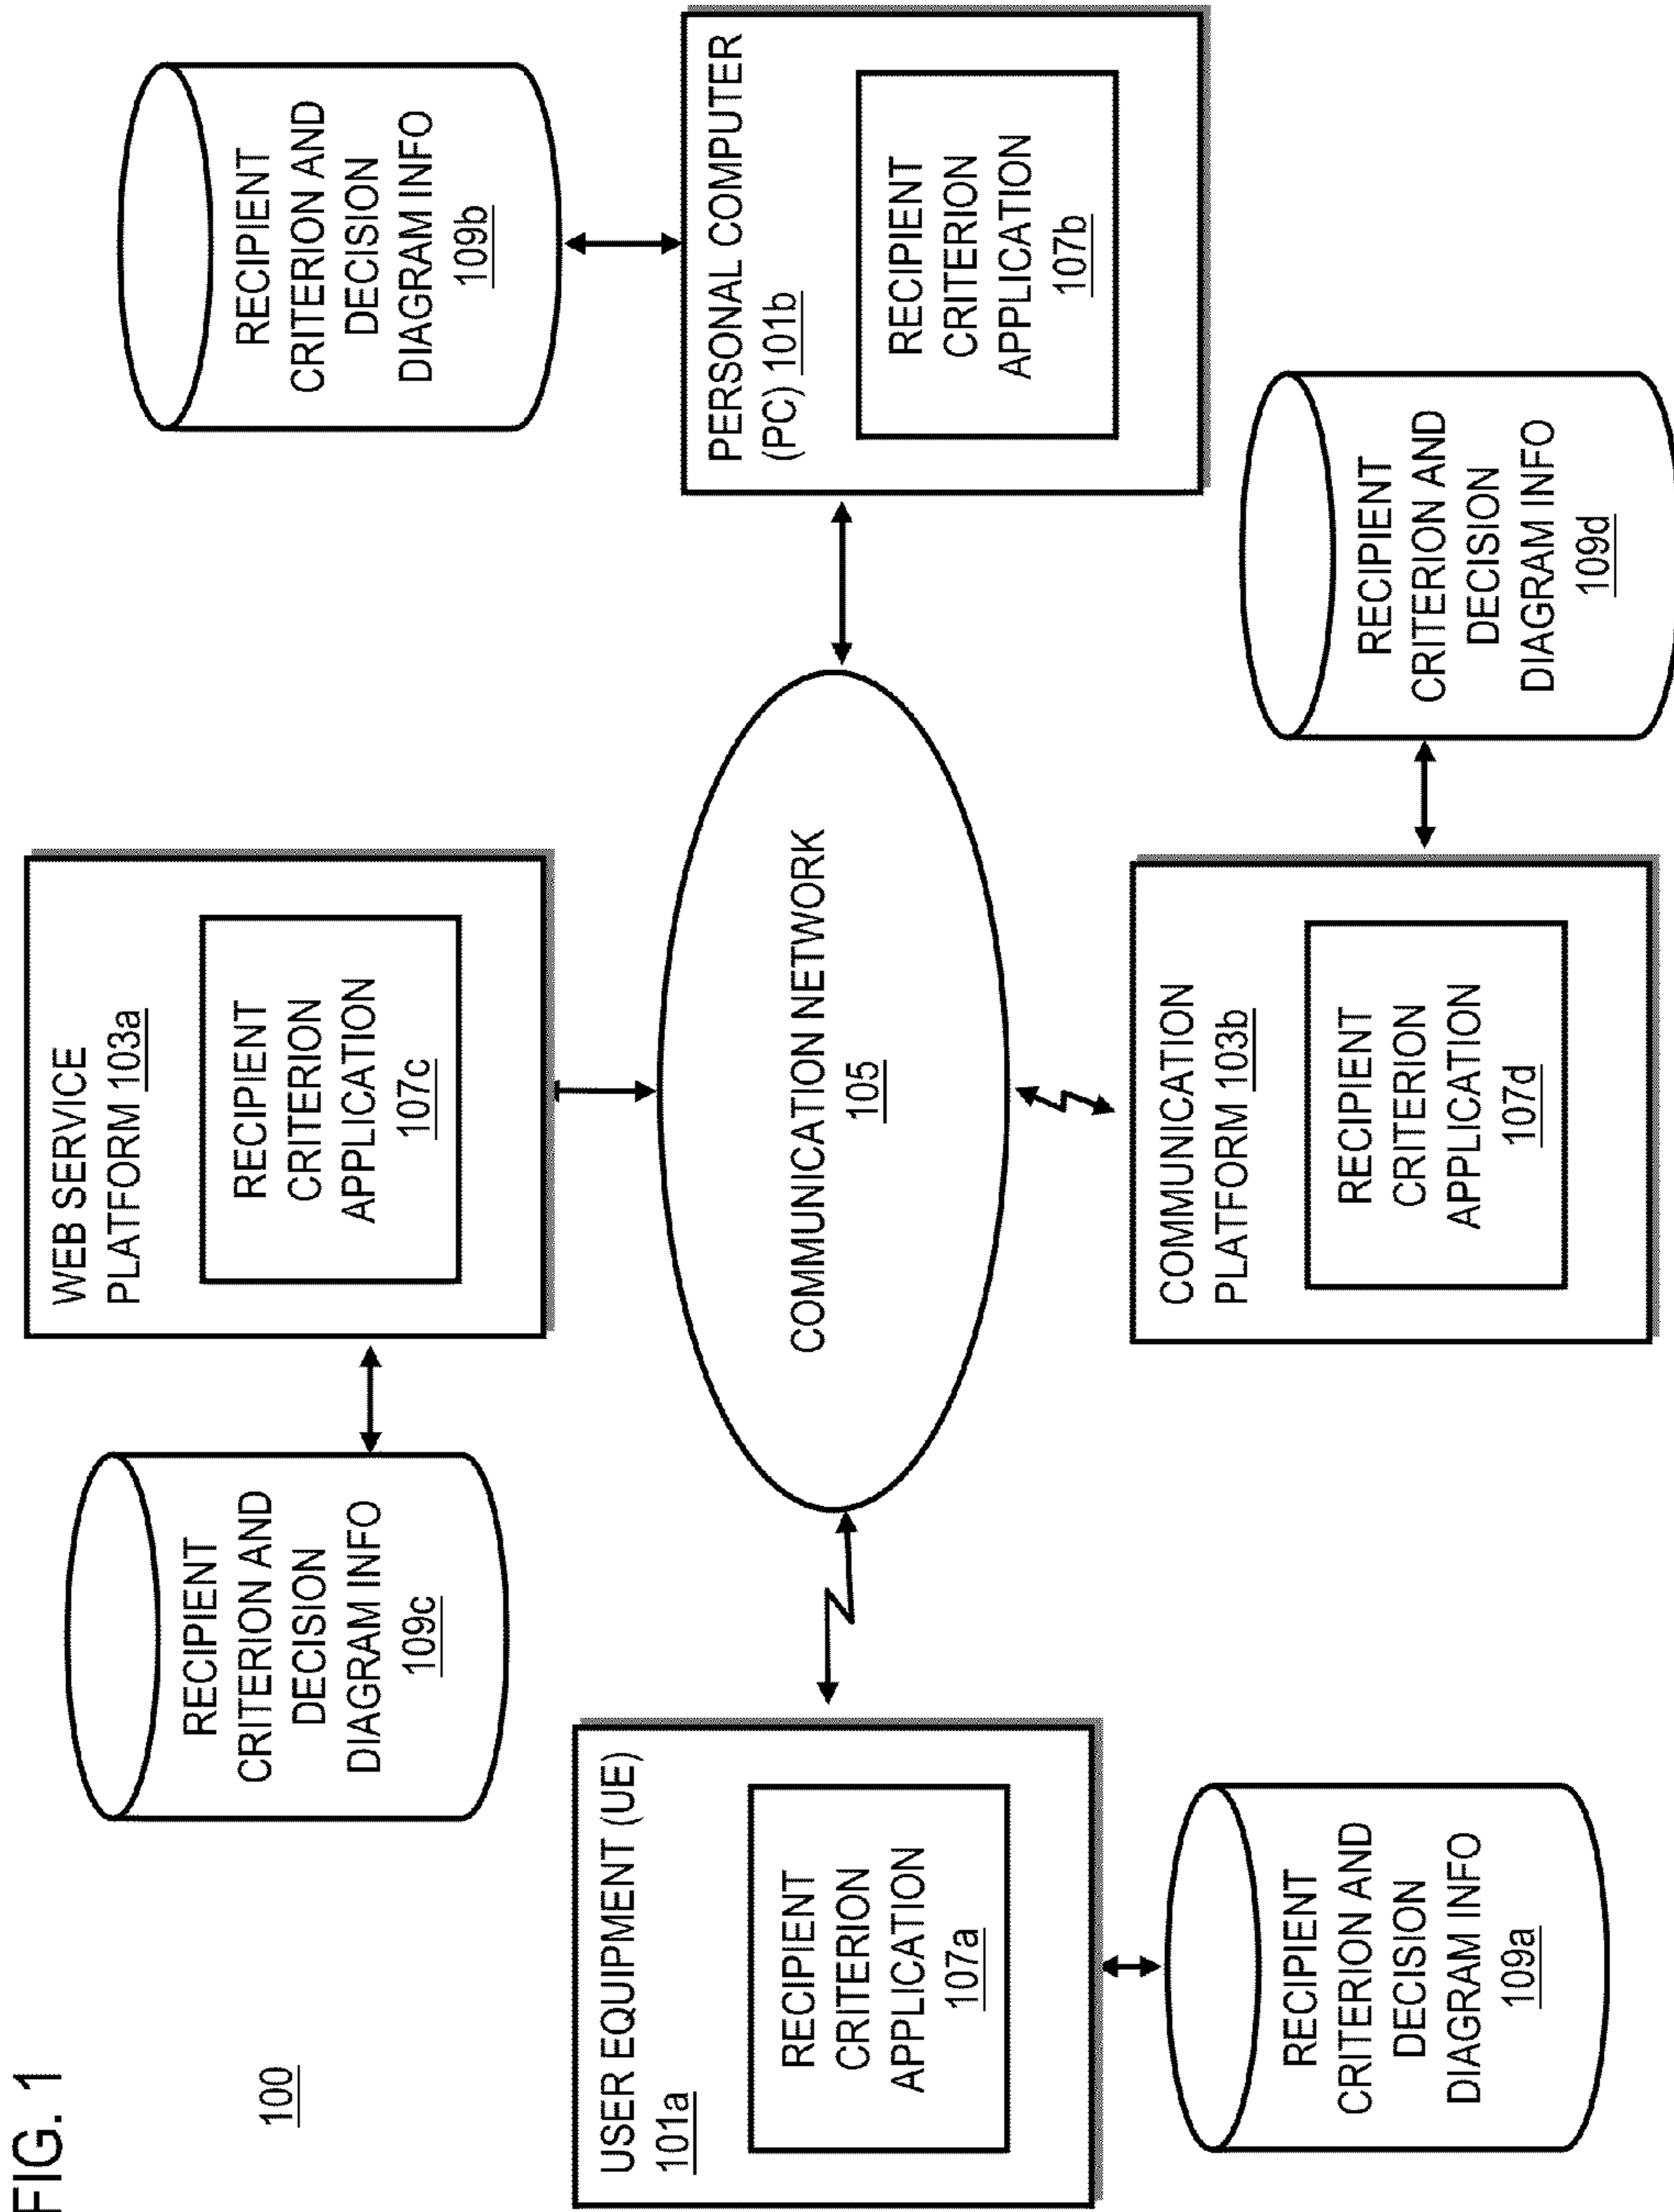 FIG. 1
100
WEB SERVICE
PLATFORM 103a
RECIPIENT
CRITERION
APPLICATION
107c
RECIPIENT
CRITERION AND
DECISION
DIAGRAM INFO
109c
RECIPIENT
CRITERION AND
DECISION
DIAGRAM INFO
109b
USER EQUIPMENT (UE)
101a
RECIPIENT
CRITERION
APPLICATION
107a
COMMUNICATION NETWORK
105
PERSONAL COMPUTER
(PC) 101b
RECIPIENT
CRITERION
APPLICATION
107b
RECIPIENT
CRITERION AND
DECISION
DIAGRAM INFO
109a
COMMUNICATION
PLATFORM 103b
RECIPIENT
CRITERION
APPLICATION
107d
RECIPIENT
CRITERION AND
DECISION
DIAGRAM INFO
109d